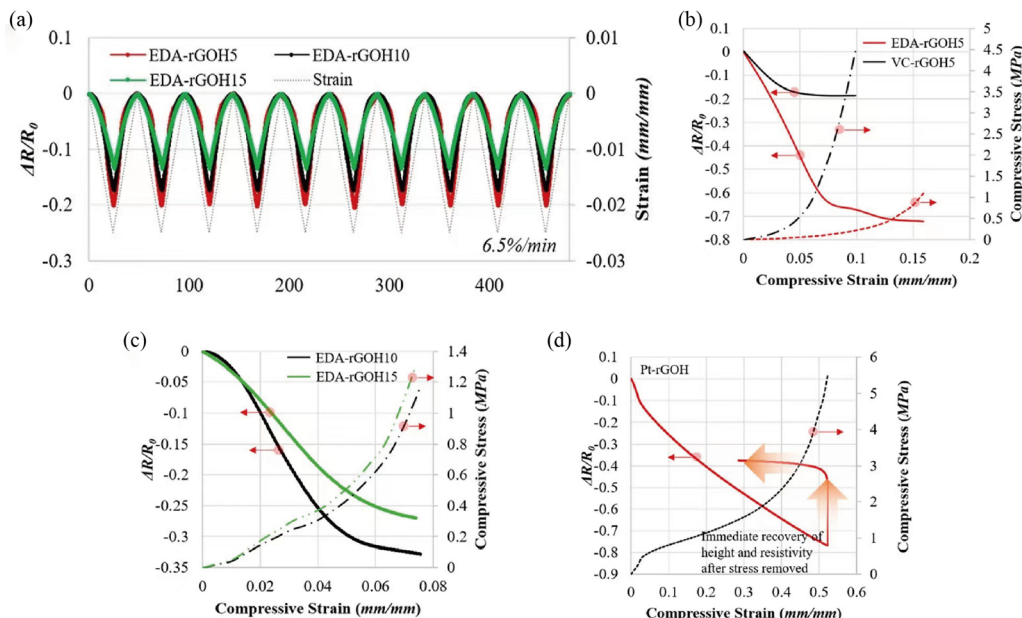 (a)
0.1
0
-0.1
-0.2
-0.3
ΔR/R0
EDA-rGOH5 EDA-rGOH10
EDA-rGOH15 Strain
6.5%/min
0 100 200 300 400
0.01
0
-0.01
-0.02
-0.03
Strain (mm/mm)
(b)
0.1
0
-0.1
-0.2
-0.3
-0.4
-0.5
-0.6
-0.7
-0.8
ΔR/R0
EDA-rGOH5
VC-rGOH5
0 0.05 0.1 0.15 0.2
Compressive Strain (mm/mm)
5
4.5
4
3.5
3
2.5
2
1.5
1
0.5
0
Compressive Stress (MPa)
(c)
0
-0.05
-0.1
-0.15
-0.2
-0.25
-0.3
-0.35
ΔR/R0
EDA-rGOH10
EDA-rGOH15
0 0.02 0.04 0.06 0.08
Compressive Strain (mm/mm)
1.4
1.2
1
0.8
0.6
0.4
0.2
0
Compressive Stress (MPa)
(d)
0.1
0
-0.1
-0.2
-0.3
-0.4
-0.5
-0.6
-0.7
-0.8
-0.9
ΔR/R0
Pt-rGOH
Immediate recovery of
height and resistivity
after stress removed
0 0.1 0.2 0.3 0.4 0.5 0.6
Compressive Strain (mm/mm)
6
5
4
3
2
1
0
Compressive Stress (MPa)